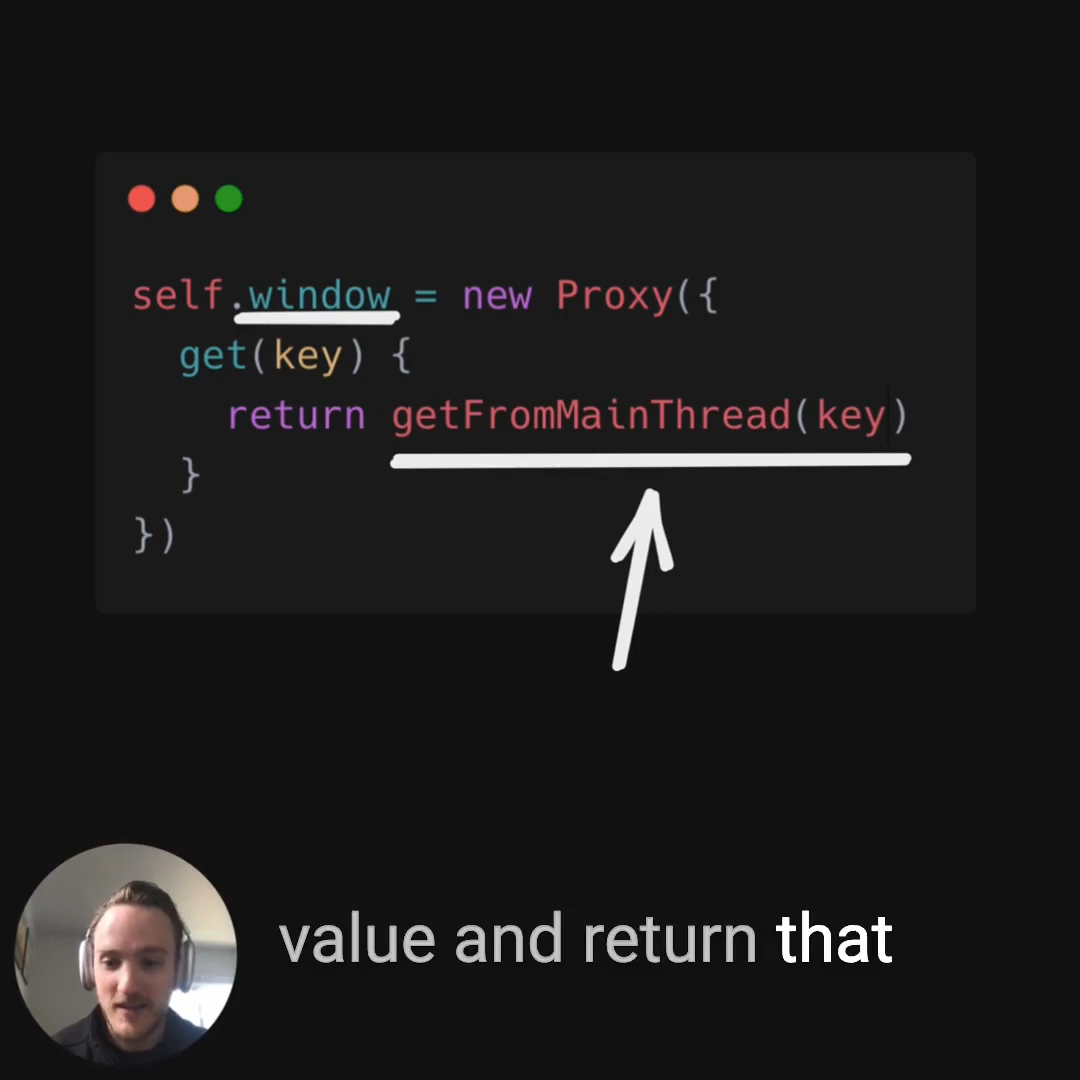 self.window = new Proxy({
  get(key) {
    return getFromMainThread(key)
  }
})
value and return that